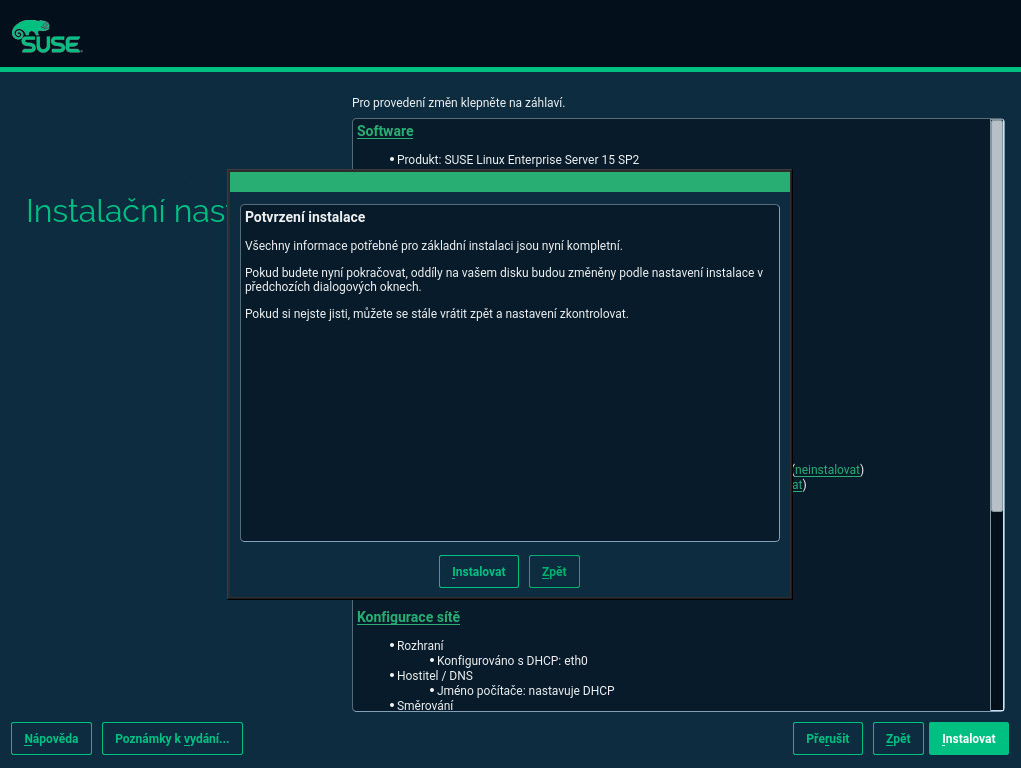 SUSE
Pro provedení změn klepněte na záhlaví.
Software
• Produkt: SUSE Linux Enterprise Server 15 SP2
Instalační nast
Potvrzení instalace
Všechny informace potřebné pro základní instalaci jsou nyní kompletní.
Pokud budete nyní pokračovat, oddíly na vašem disku budou změněny podle nastavení instalace v
předchozích dialogových oknech.
Pokud si nejste jisti, můžete se stále vrátit zpět a nastavení zkontrolovat.
(neinstalovat)
at)
Instalovat Zpět
Konfigurace sítě
• Rozhraní
• Konfigurováno s DHCP: eth0
• Hostitel / DNS
• Jméno počítače: nastavuje DHCP
• Směrování
Nápověda Poznámky k vydání... Přerušit Zpět Instalovat